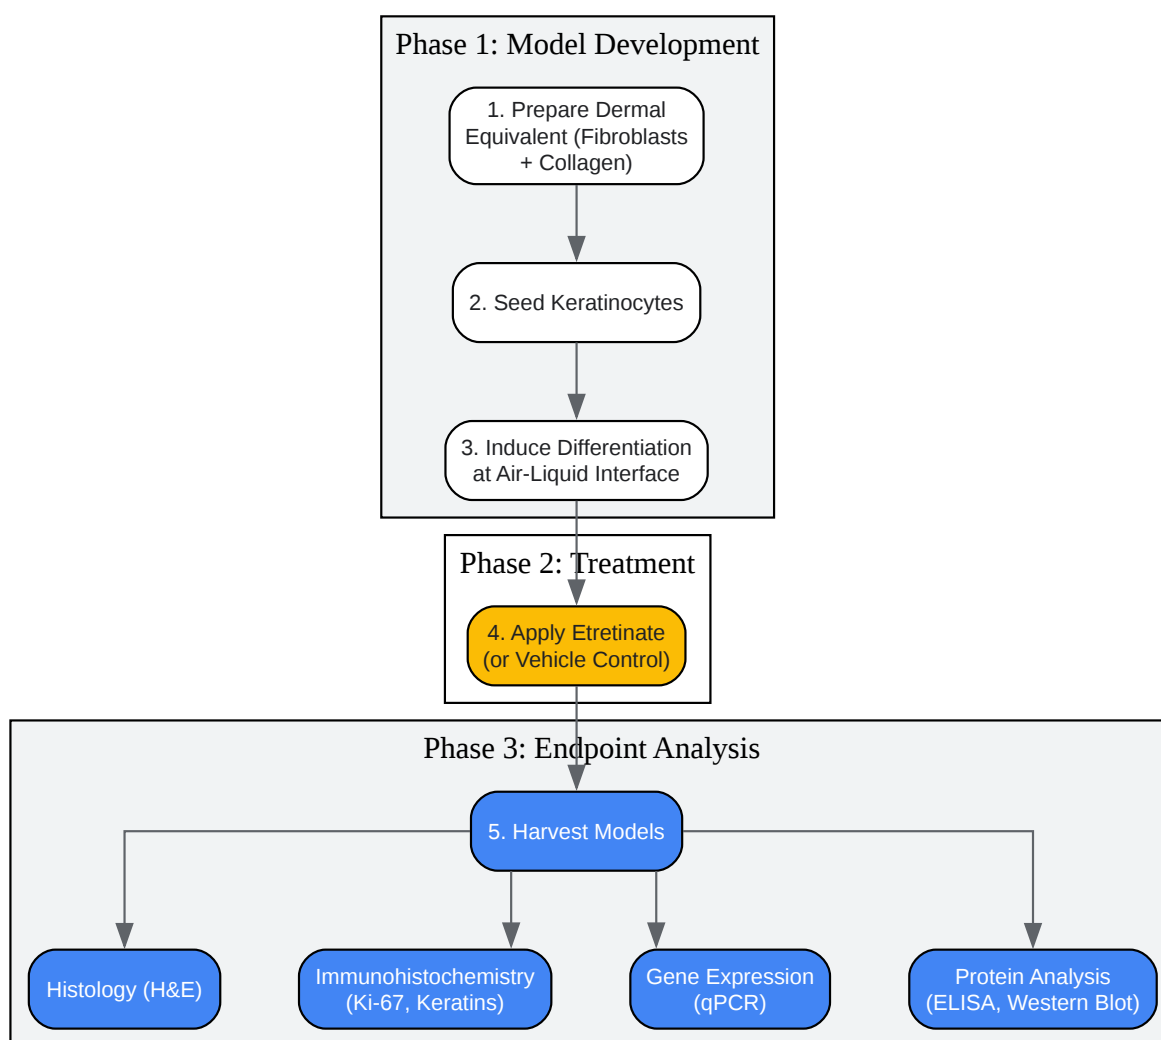 Phase 1: Model Development
1. Prepare Dermal
Equivalent (Fibroblasts
+ Collagen)
2. Seed Keratinocytes
3. Induce Differentiation
at Air-Liquid Interface
Phase 2: Treatment
4. Apply Etretinate
(or Vehicle Control)
Phase 3: Endpoint Analysis
5. Harvest Models
Histology (H&E)
Immunohistochemistry
(Ki-67, Keratins)
Gene Expression
(qPCR)
Protein Analysis
(ELISA, Western Blot)